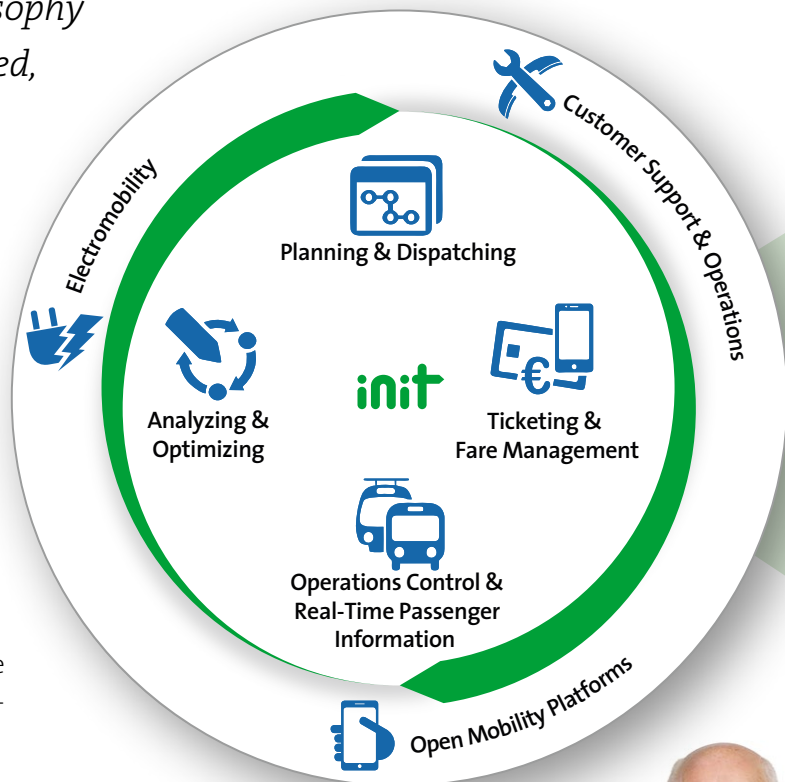 ed,
Customer Support & Operations
Electromobility
Planning & Dispatching
Analyzing &
Optimizing
init
€
Ticketing &
Fare Management
Operations Control &
Real-Time Passenger
Information
Open Mobility Platforms